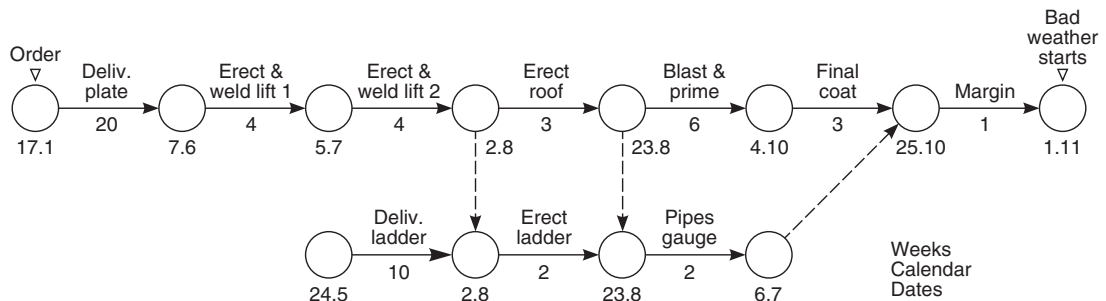 Order
Deliv.
plate
20
Erect &
weld lift 1
4
Erect &
weld lift 2
4
Erect
roof
3
Blast &
prime
6
Final
coat
3
Margin
1
Bad
weather
starts
17.1
7.6
5.7
2.8
23.8
4.10
25.10
1.11
Deliv.
ladder
10
Erect
ladder
2
Pipes
gauge
2
24.5
2.8
23.8
6.7
Weeks
Calendar
Dates